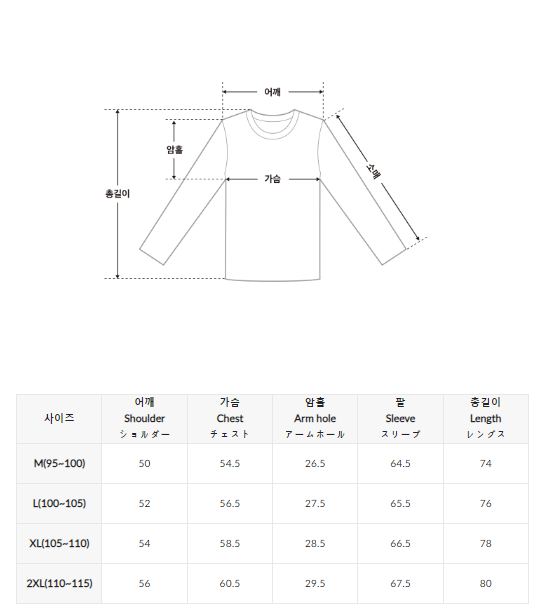 어깨
암홀
가슴
소매
총길이
사이즈
어깨
Shoulder
ショルダー
가슴
Chest
チェスト
암홀
Arm hole
アームホール
팔
Sleeve
スリーブ
총길이
Length
レングス
M(95~100) 50 54.5 26.5 64.5 74
L(100~105) 52 56.5 27.5 65.5 76
XL(105~110) 54 58.5 28.5 66.5 78
2XL(110~115) 56 60.5 29.5 67.5 80